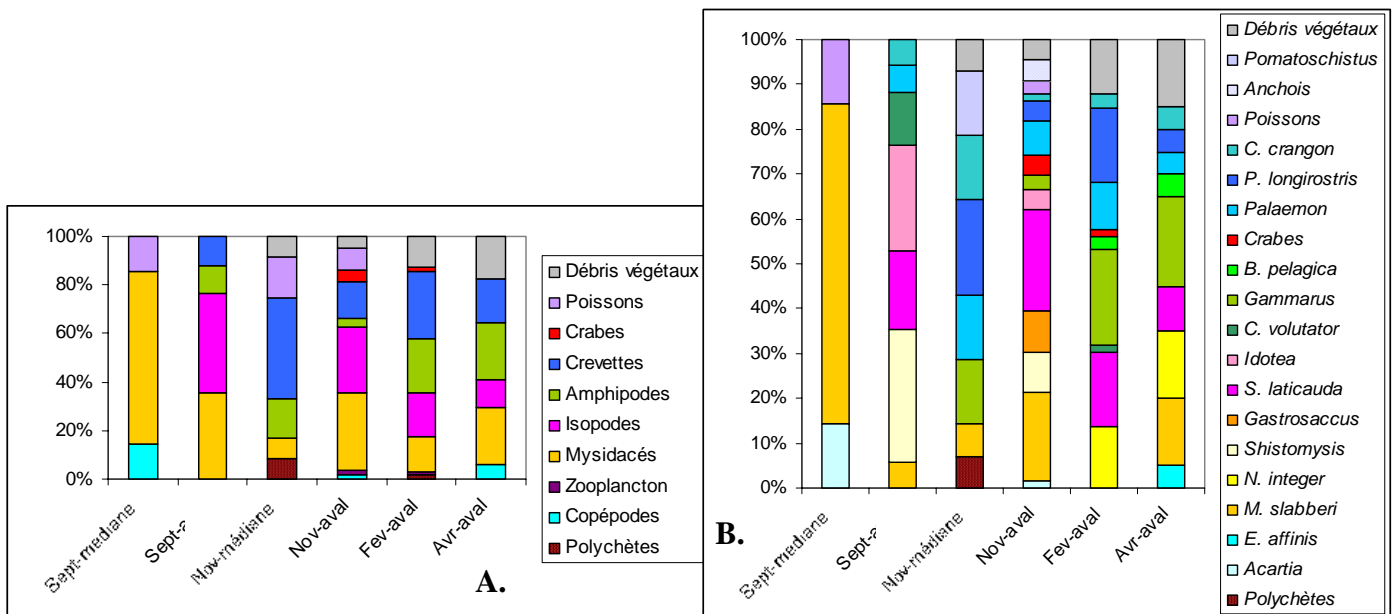 100%
80%
60%
40%
20%
0%
Sept-mediane
Sept-a
Nov-médiane
Nov-aval
Fev-aval
Avr-aval
Débris végétaux
Poissons
Crabes
Crevettes
Amphipodes
Isopodes
Mysidacés
Zooplancton
Copépodes
Polychètes
A.
100%
90%
80%
70%
60%
50%
40%
30%
20%
10%
0%
Sept-mediane
Sept-a
Nov-médiane
Nov-aval
Fev-aval
Avr-aval
B.
Débris végétaux
Pomatoschistus
Anchois
Poissons
C. crangon
P. longirostris
Palaemon
Crabes
B. pelagica
Gammarus
C. volutator
Idotea
S. laticauda
Gastrosaccus
Shistomysis
N. integer
M. slabberi
E. affinis
Acartia
Polychètes